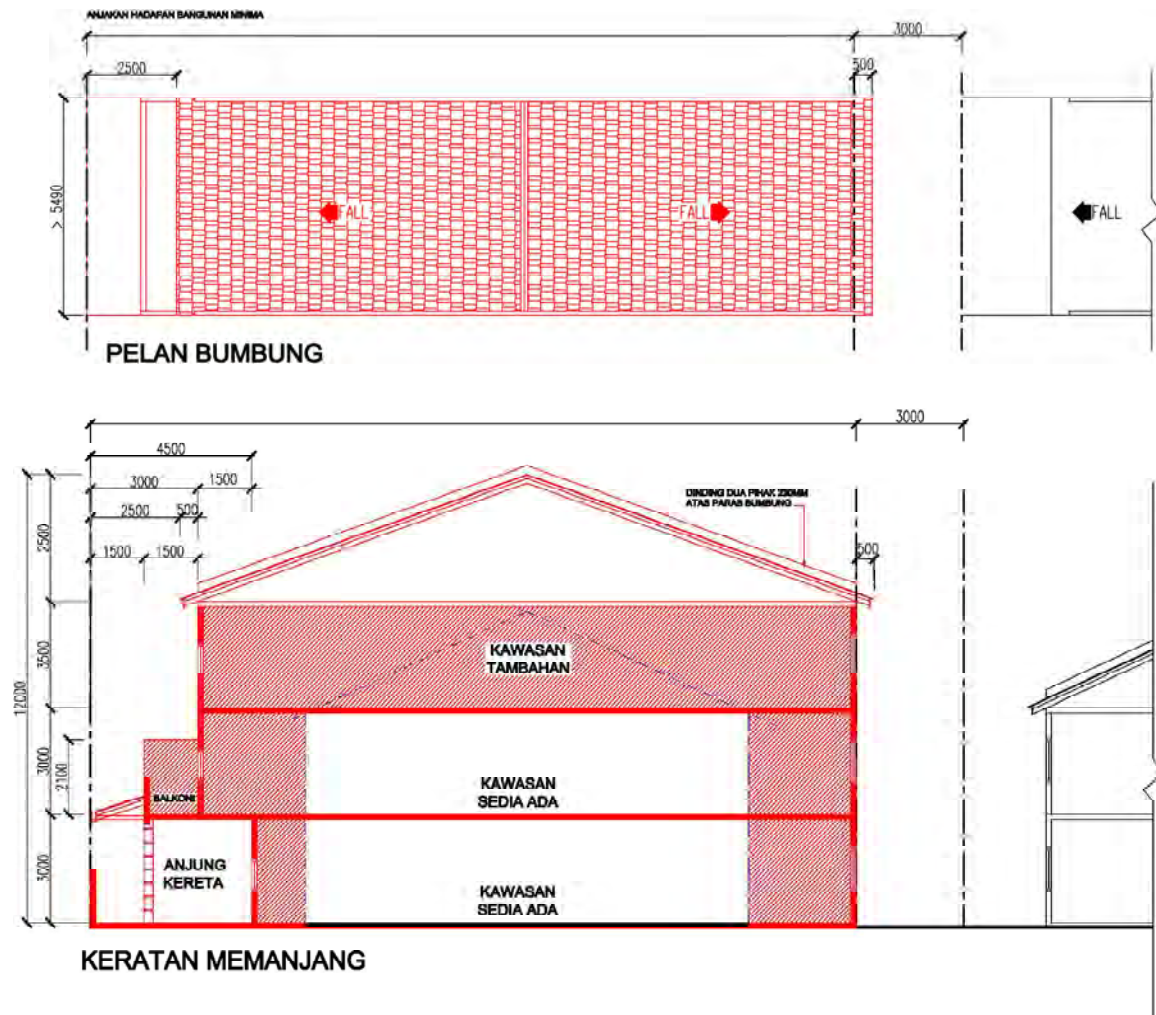 ANJAKAN HADAPAN BANGUNAN MINIMA
3000
2500
500
> 5490
FALL
FALL
FALL
PELAN BUMBUNG
3000
4500
3000
1500
2500
500
1500
1500
DINDING DUA PIHAK 230MM
ATAS PARAS BUMBUNG
500
2500
3500
12000
3000
2100
3000
KAWASAN
TAMBAHAN
BALKONI
KAWASAN
SEDIA ADA
ANJUNG
KERETA
KAWASAN
SEDIA ADA
KERATAN MEMANJANG